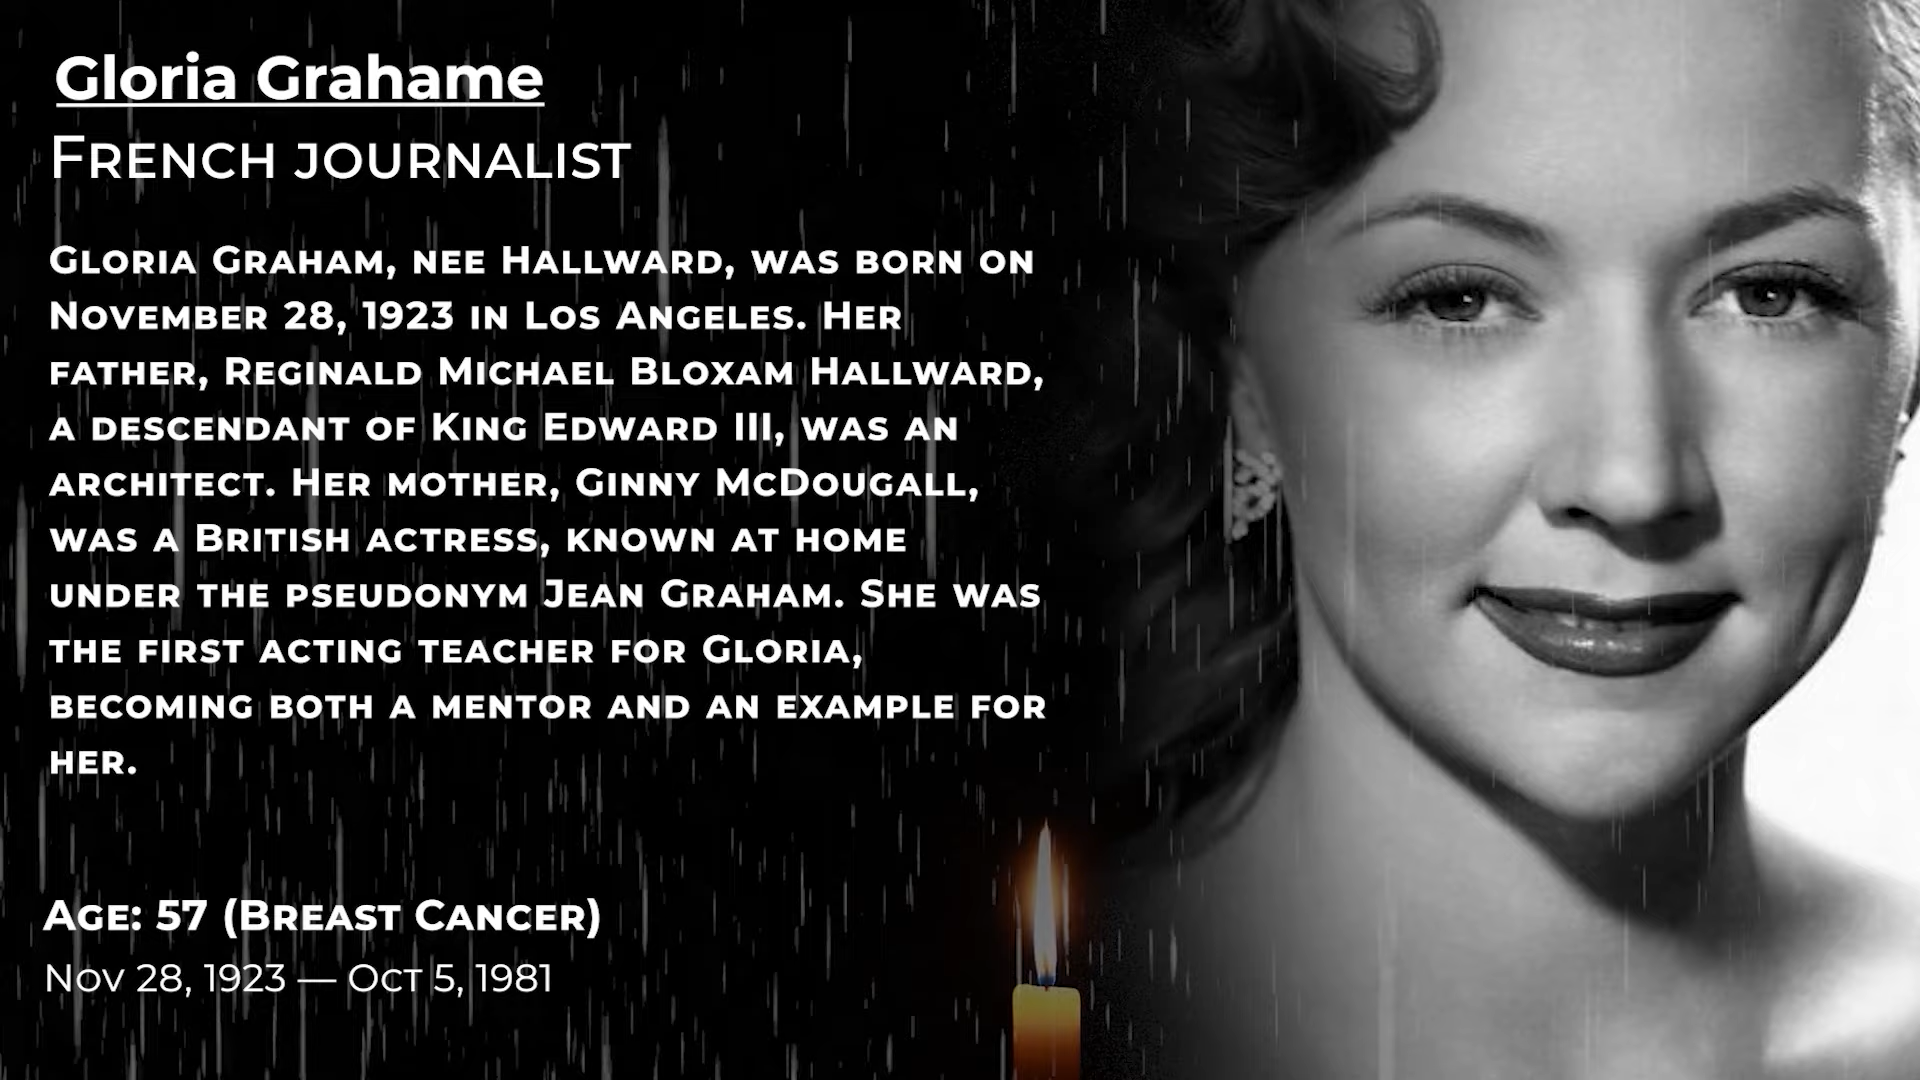 Gloria Grahame
French journalist
Gloria Graham, nee Hallward, was born on
November 28, 1923 in Los Angeles. Her
father, Reginald Michael Bloxam Hallward,
a descendant of King Edward III, was an
architect. Her mother, Ginny McDougall,
was a British actress, known at home
under the pseudonym Jean Graham. She was
the first acting teacher for Gloria,
becoming both a mentor and an example for
her.
Age: 57 (Breast Cancer)
Nov 28, 1923 — Oct 5, 1981